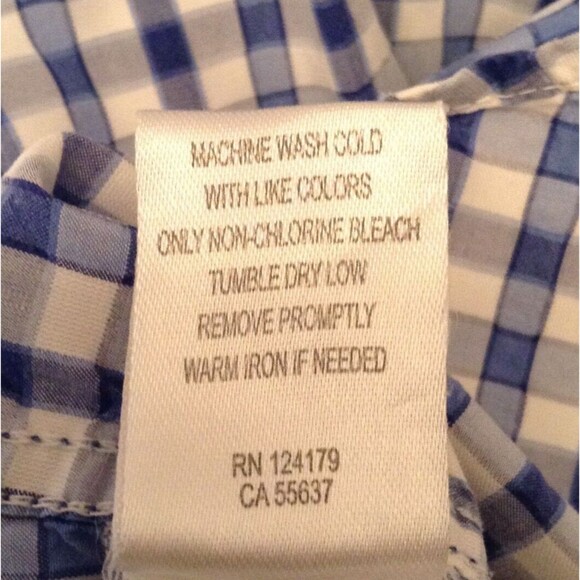 MACHINE WASH COLD
WITH LIKE COLORS
ONLY NON-CHLORINE BLEACH
TUMBLE DRY LOW
REMOVE PROMPTLY
WARM IRON IF NEEDED
RN 124179
CA 55637